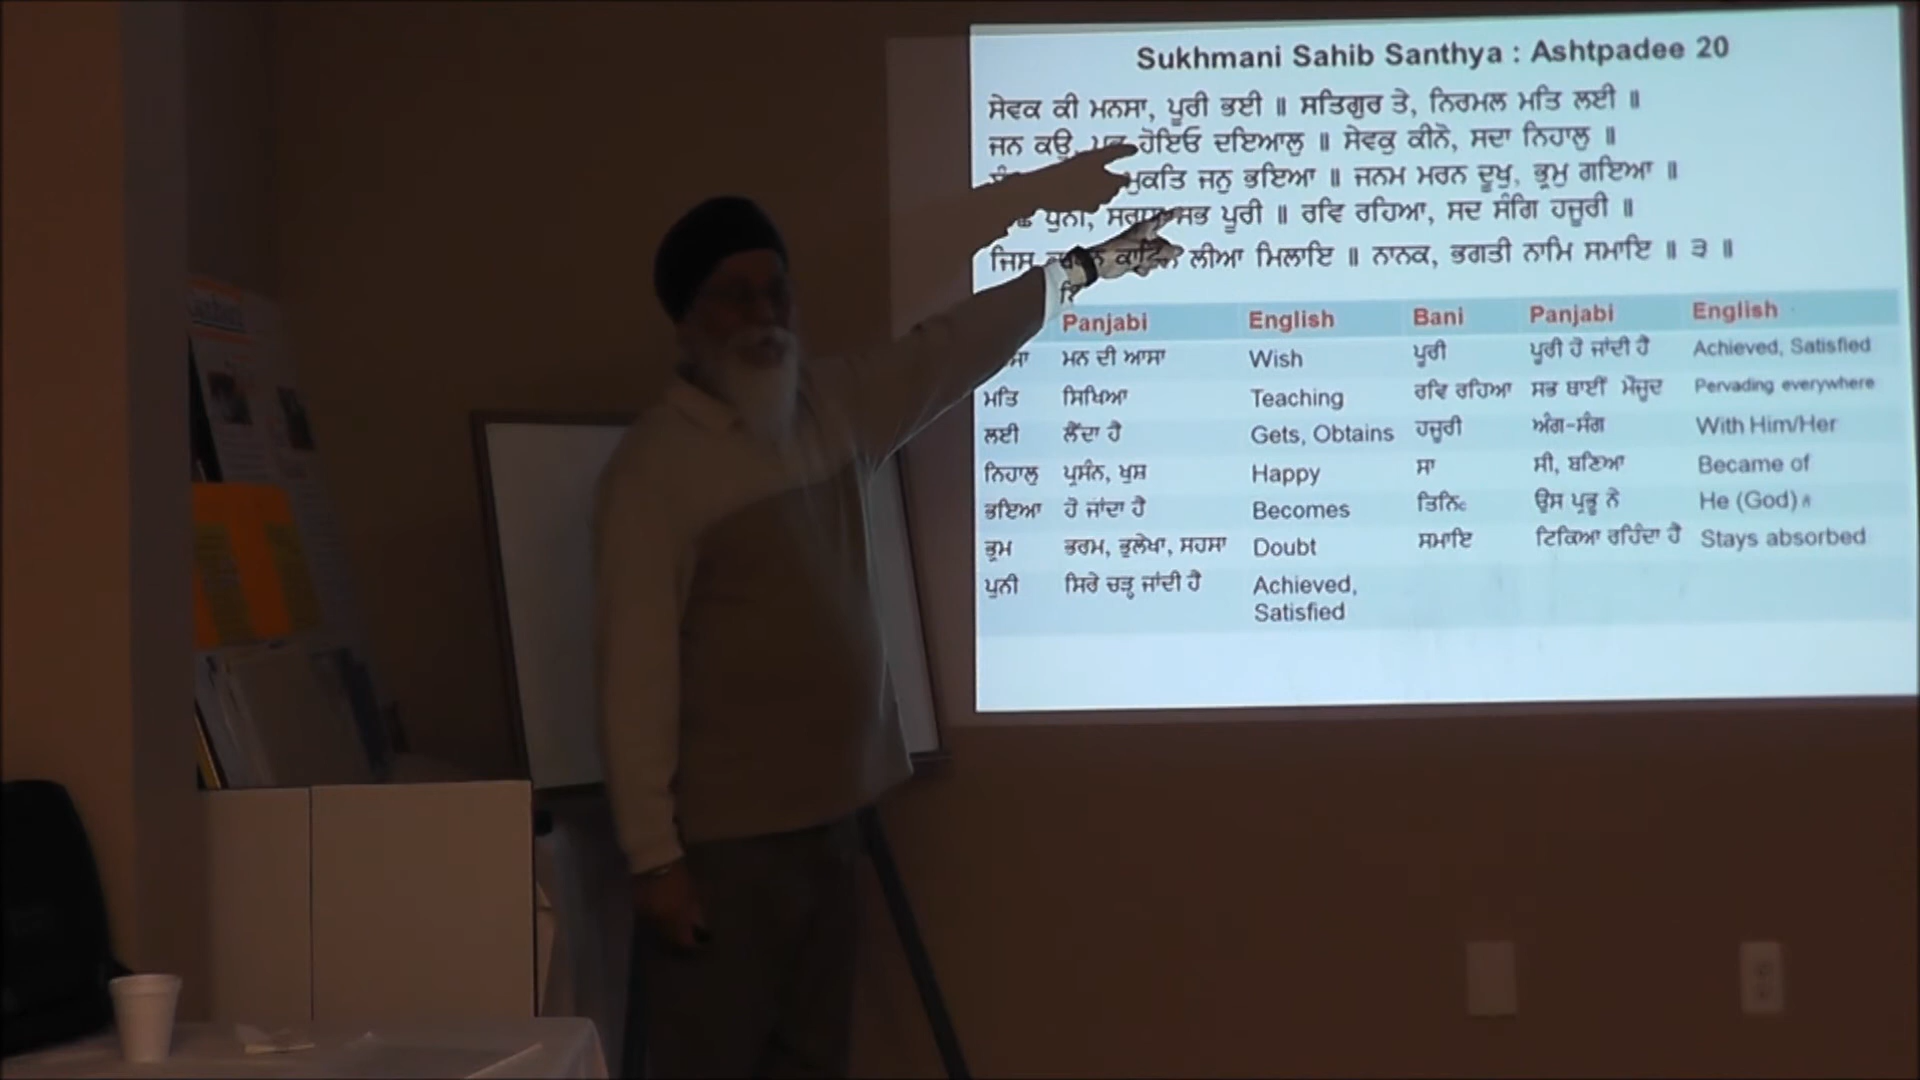 Sukhmani Sahib Santhya : Ashtpadee 20
ਸੇਵਕ ਕੀ ਮਨਸਾ, ਪੂਰੀ ਭਈ ॥ ਸਤਿਗੁਰ ਤੇ, ਨਿਰਮਲ ਮਤਿ ਲਈ ॥
ਜਨ ਕਉ, ਹੋਇਓ ਦਇਆਲੁ ॥ ਸੇਵਕੁ ਕੀਨੋ, ਸਦਾ ਨਿਹਾਲੁ ॥
ਮੁਕਤਿ ਜਨੁ ਭਇਆ ॥ ਜਨਮ ਮਰਨ ਦੂਖੁ, ਭ੍ਰਮੁ ਗਇਆ ॥
ਪੁਨੀ, ਸਭ ਪੂਰੀ ॥ ਰਵਿ ਰਹਿਆ, ਸਦ ਸੰਗਿ ਹਜੂਰੀ ॥
ਜਿਸ ਲੀਆ ਮਿਲਾਇ ॥ ਨਾਨਕ, ਭਗਤੀ ਨਾਮਿ ਸਮਾਇ ॥ ੩ ॥
Panjabi English Bani Panjabi English
ਮਨ ਦੀ ਆਸਾ Wish ਪੂਰੀ ਪੂਰੀ ਹੋ ਜਾਂਦੀ ਹੈ Achieved, Satisfied
ਮਤਿ ਸਿਖਿਆ Teaching ਰਵਿ ਰਹਿਆ ਸਭ ਥਾਈਂ ਮੌਜੂਦ Pervading everywhere
ਲਈ ਲੈਂਦਾ ਹੈ Gets, Obtains ਹਜੂਰੀ ਅੰਗ-ਸੰਗ With Him/Her
ਨਿਹਾਲੁ ਪ੍ਰਸੰਨ, ਖੁਸ਼ Happy ਸਾ ਸੀ, ਬਣਿਆ Became of
ਭਇਆ ਹੋ ਜਾਂਦਾ ਹੈ Becomes ਤਿਨਿ ਉਸ ਪ੍ਰਭੂ ਨੇ He (God)
ਭ੍ਰਮ ਭਰਮ, ਭੁਲੇਖਾ, ਸਹਸਾ Doubt ਸਮਾਇ ਟਿਕਿਆ ਰਹਿੰਦਾ ਹੈ Stays absorbed
ਪੁਨੀ ਸਿਰੇ ਚੜ੍ਹ ਜਾਂਦੀ ਹੈ Achieved,
Satisfied